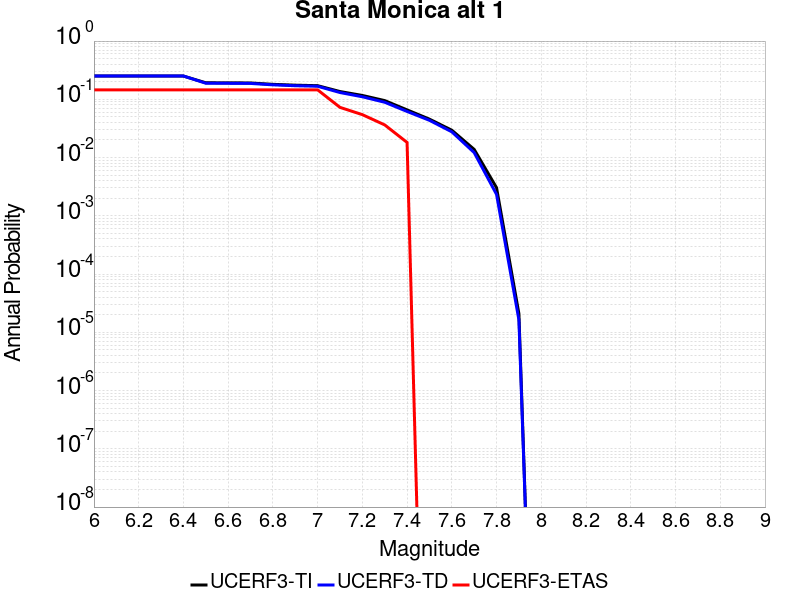 Santa Monica alt 1
10^0
10^-1
10^-2
10^-3
10^-4
10^-5
10^-6
10^-7
10^-8
Annual Probability
6 6.2 6.4 6.6 6.8 7 7.2 7.4 7.6 7.8 8 8.2 8.4 8.6 8.8 9
Magnitude
UCERF3-TI UCERF3-TD UCERF3-ETAS